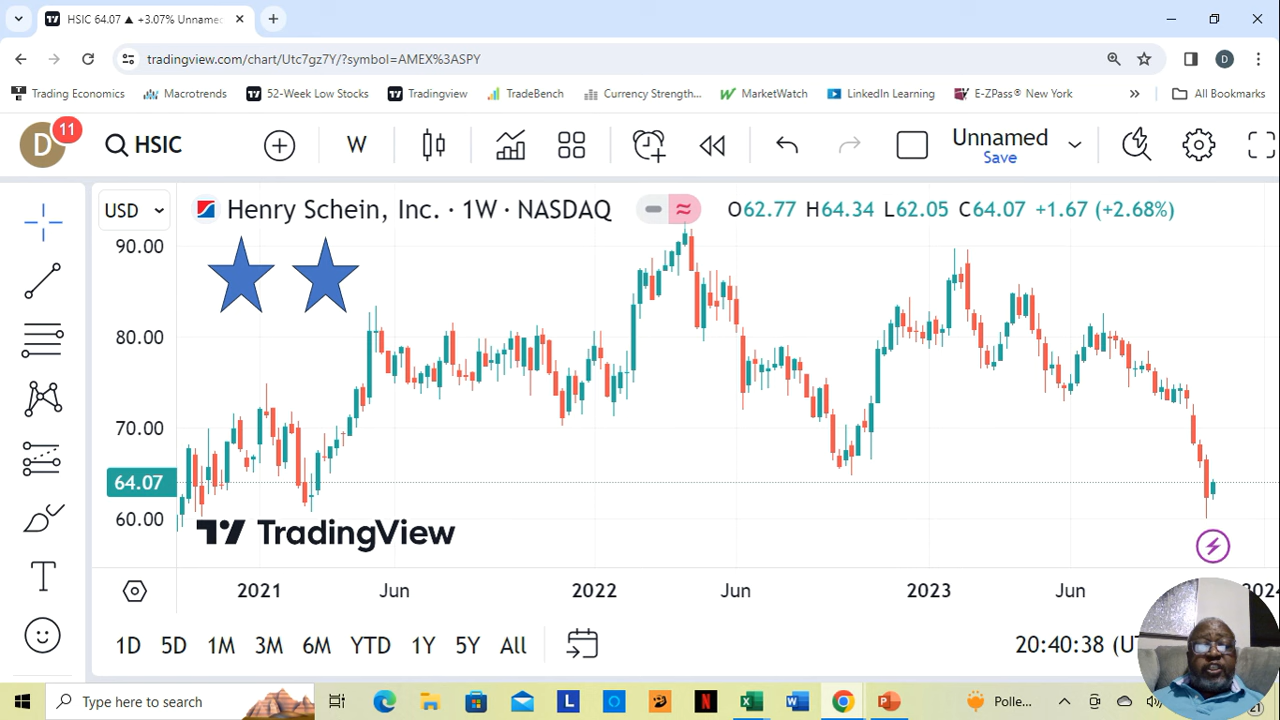 HSIC 64.07 ▲ +3.07% Unname
tradingview.com/chart/Utc7gz7Y/?symbol=AMEX%3ASPY
D
Trading Economics
Macrotrends
52-Week Low Stocks
Tradingview
TradeBench
Currency Strength...
MarketWatch
LinkedIn Learning
E-ZPass® New York
All Bookmarks
D
11
HSIC
W
Unnamed
Save
USD
Henry Schein, Inc. · 1W · NASDAQ
O62.77 H64.34 L62.05 C64.07 +1.67 (+2.68%)
90.00
80.00
70.00
64.07
60.00
TradingView
2021
Jun
2022
Jun
2023
Jun
1D 5D 1M 3M 6M YTD 1Y 5Y All
20:40:38 (U
Type here to search
Polle...
21